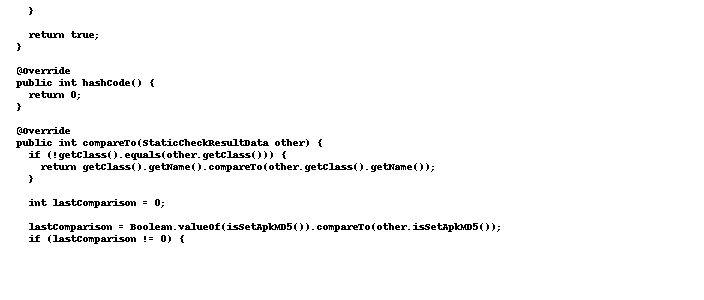 }
return true;
}
@Override
public int hashCode() {
return 0;
}
@Override
public int compareTo(StaticCheckResultData other) {
if (!getClass().equals(other.getClass())) {
return getClass().getName().compareTo(other.getClass().getName());
}
int lastComparison = 0;
lastComparison = Boolean.valueOf(isSetApkMD5()).compareTo(other.isSetApkMD5());
if (lastComparison != 0) {